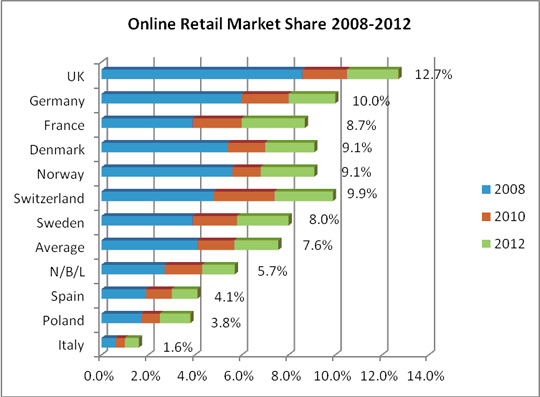 Online Retail Market Share 2008-2012
UK 12.7%
Germany 10.0%
France 8.7%
Denmark 9.1%
Norway 9.1%
Switzerland 9.9%
Sweden 8.0%
Average 7.6%
N/B/L 5.7%
Spain 4.1%
Poland 3.8%
Italy 1.6%
0.0% 2.0% 4.0% 6.0% 8.0% 10.0% 12.0% 14.0%
2008
2010
2012